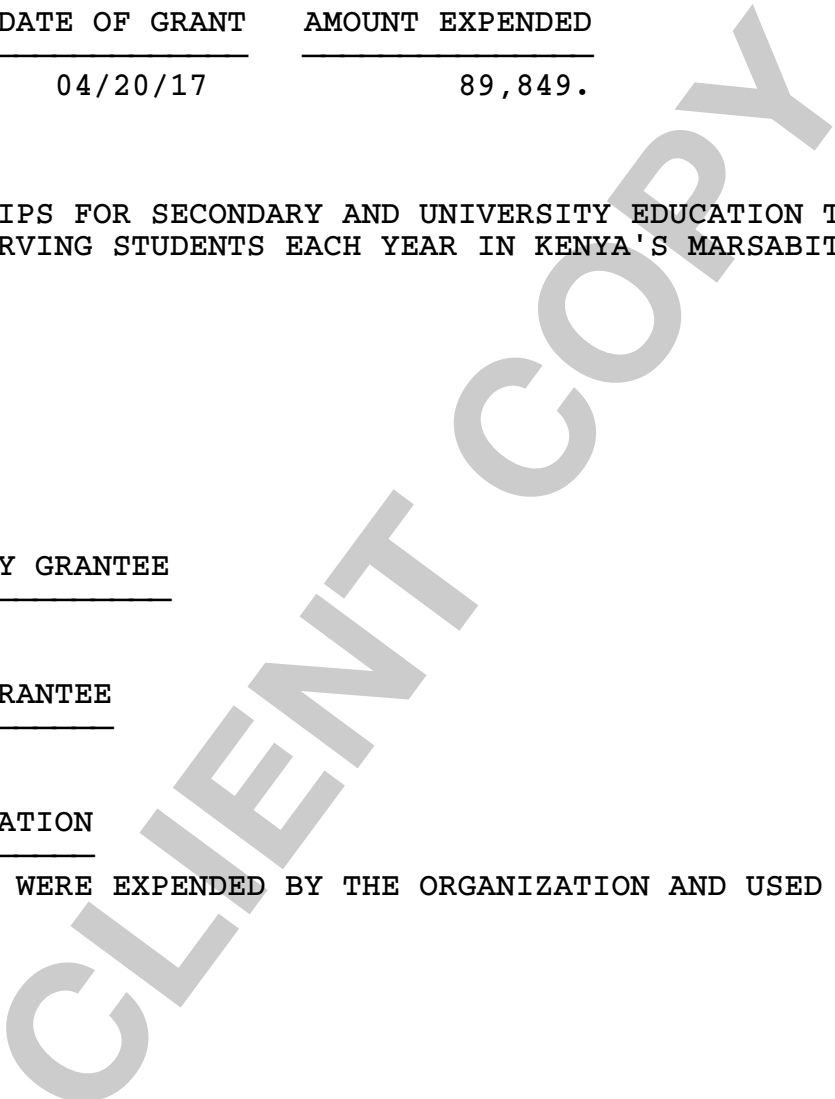 DATE OF GRANT AMOUNT EXPENDED
04/20/17 89,849.
IPS FOR SECONDARY AND UNIVERSITY EDUCATION T
RVING STUDENTS EACH YEAR IN KENYA'S MARSABIT
Y GRANTEE
RANTEE
ATION
WERE EXPENDED BY THE ORGANIZATION AND USED
CLIENT COPY